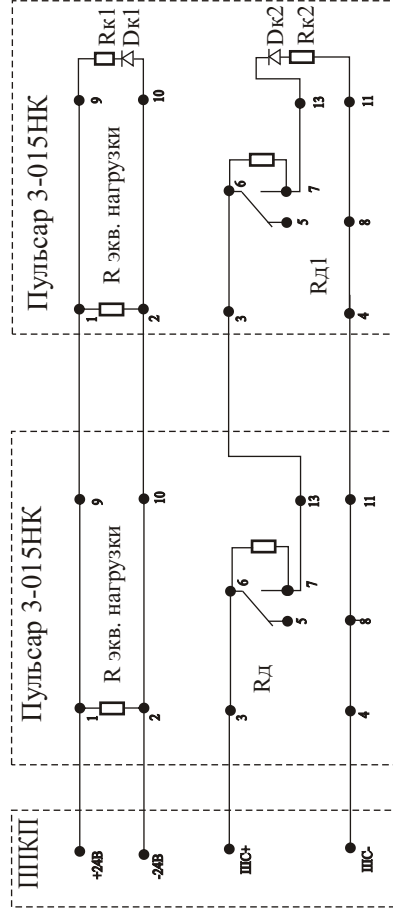 ППКП
+24В
-24В
ШС+
ШС-
Пульсар 3-015НК
1
R экв. нагрузки
2
9
10
3
6
5
7
Rд
13
4
8
11
Пульсар 3-015НК
1
R экв. нагрузки
2
9
10
Rк1
Dк1
3
6
5
7
Rд1
13
Dк2
Rк2
4
8
11